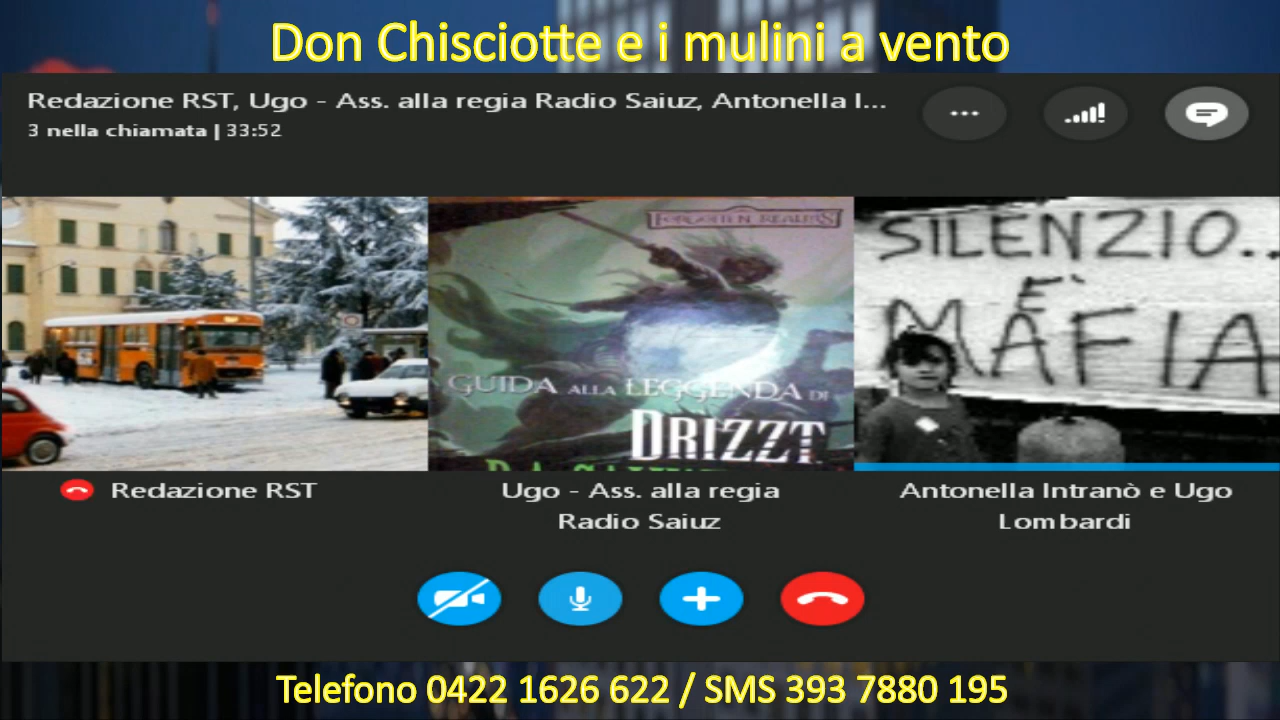 Don Chisciotte e i mulini a vento
Redazione RST, Ugo - Ass. alla regia Radio Saiuz, Antonella I...
3 nella chiamata | 33:52
FORGOTTEN REALMS
GUIDA ALLA LEGGENDA DI
DRIZZT
SILENZIO..
E'
MAFIA
Redazione RST
Ugo - Ass. alla regia
Radio Saiuz
Antonella Intranò e Ugo
Lombardi
Telefono 0422 1626 622 / SMS 393 7880 195